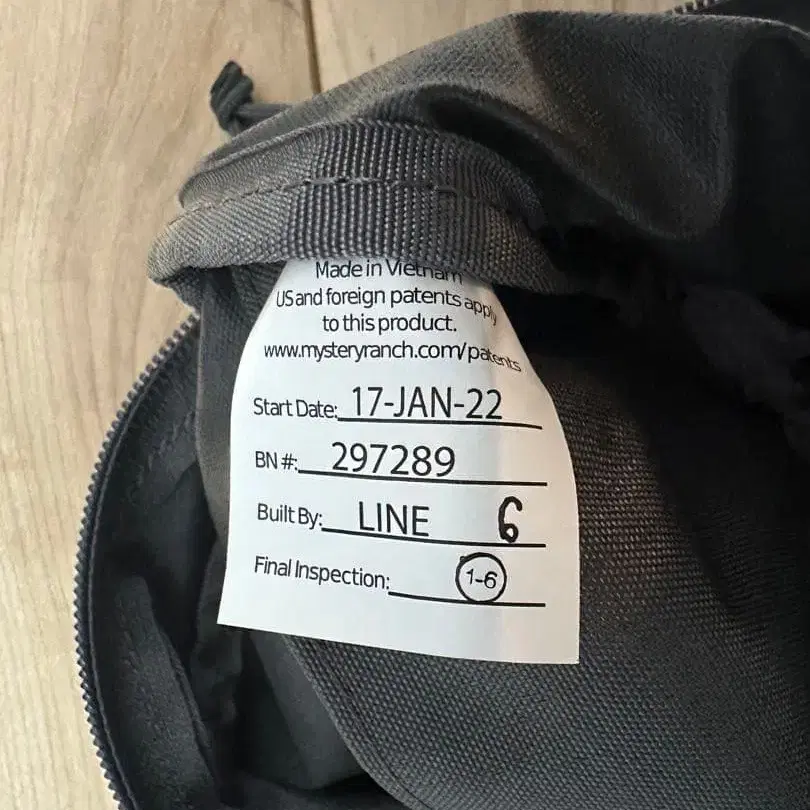 Made in Vietnam
US and foreign patents apply
to this product.
www.mysteryranch.com/patents
Start Date: 17-JAN-22
BN #: 297289
Built By: LINE 6
Final Inspection: 1-6